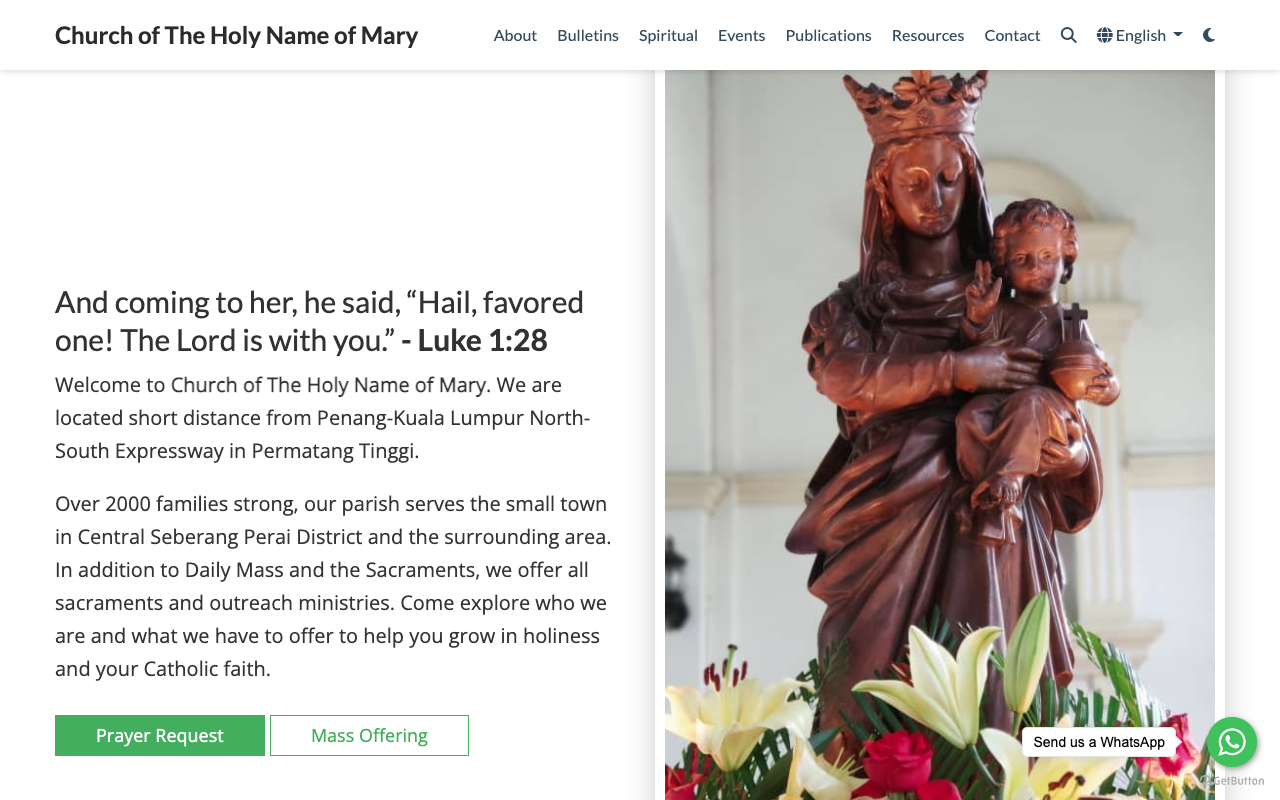 Church of The Holy Name of Mary
About Bulletins Spiritual Events Publications Resources Contact English
And coming to her, he said, “Hail, favored
one! The Lord is with you.” - Luke 1:28
Welcome to Church of The Holy Name of Mary. We are
located short distance from Penang-Kuala Lumpur North-
South Expressway in Permatang Tinggi.
Over 2000 families strong, our parish serves the small town
in Central Seberang Perai District and the surrounding area.
In addition to Daily Mass and the Sacraments, we offer all
sacraments and outreach ministries. Come explore who we
are and what we have to offer to help you grow in holiness
and your Catholic faith.
Prayer Request Mass Offering
Send us a WhatsApp
GetButton